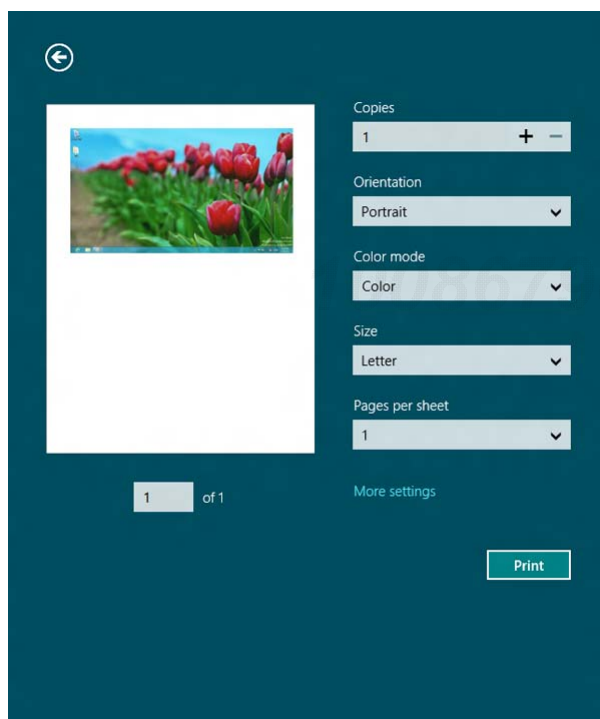 Copies
1
Orientation
Portrait
Color mode
Color
Size
Letter
Pages per sheet
1
1 of 1
More settings
Print